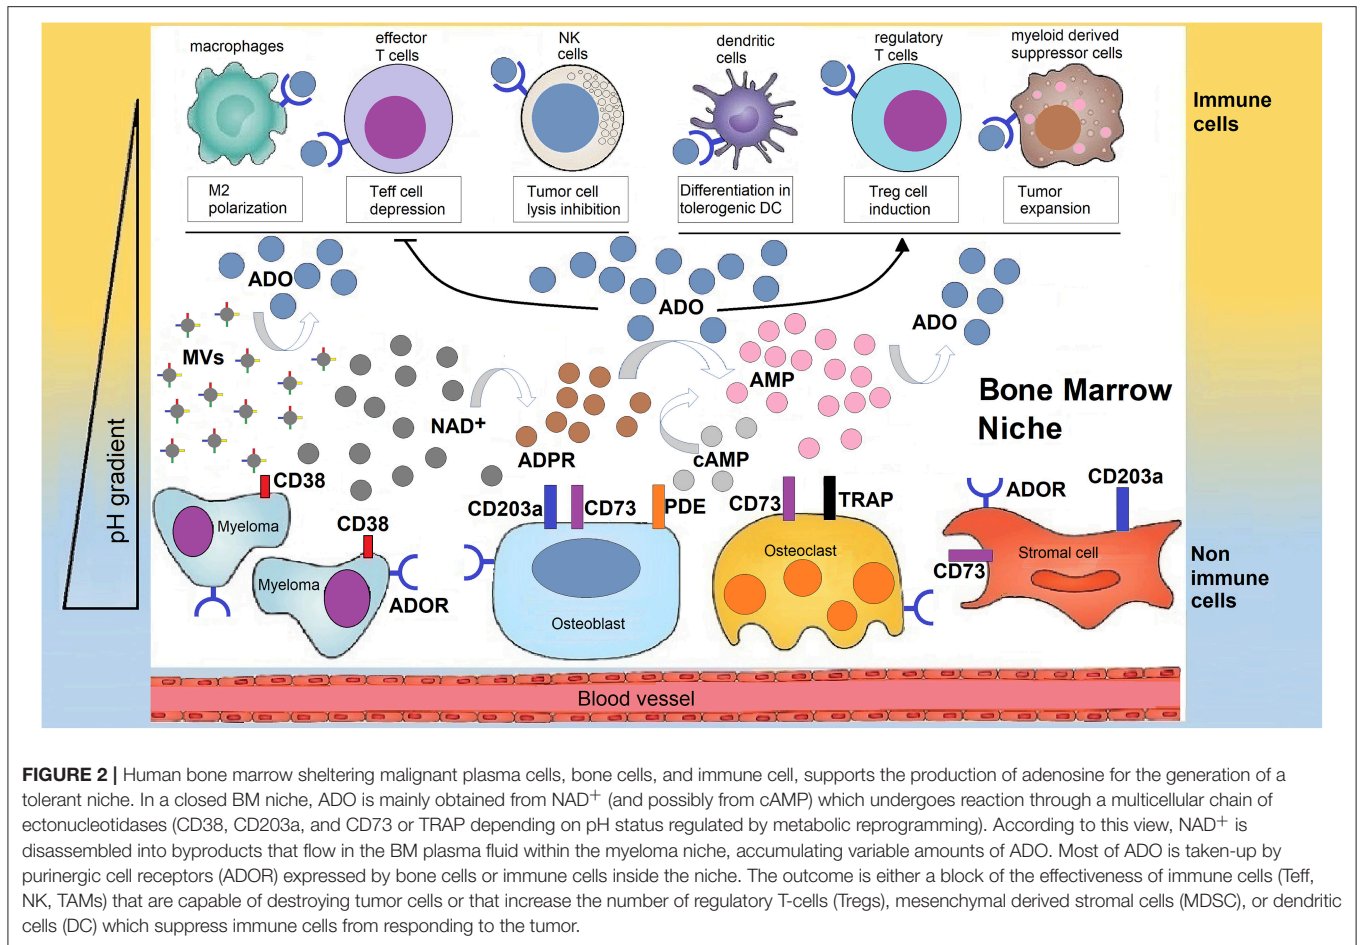 macrophages
effector
T cells
NK
cells
dendritic
cells
regulatory
T cells
myeloid derived
suppressor cells
Immune
cells
M2
polarization
Teff cell
depression
Tumor cell
lysis inhibition
Differentiation in
tolerogenic DC
Treg cell
induction
Tumor
expansion
ADO
ADO
ADO
MVs
NAD+
ADPR
AMP
cAMP
Bone Marrow
Niche
pH gradient
CD38
CD38
Myeloma
Myeloma
ADOR
CD203a
CD73
PDE
Osteoblast
CD73
TRAP
Osteoclast
ADOR
CD203a
CD73
Stromal cell
Non
immune
cells
Blood vessel
FIGURE 2 | Human bone marrow sheltering malignant plasma cells, bone cells, and immune cell, supports the production of adenosine for the generation of a
tolerant niche. In a closed BM niche, ADO is mainly obtained from NAD+ (and possibly from cAMP) which undergoes reaction through a multicellular chain of
ectonucleotidases (CD38, CD203a, and CD73 or TRAP depending on pH status regulated by metabolic reprogramming). According to this view, NAD+ is
disassembled into byproducts that flow in the BM plasma fluid within the myeloma niche, accumulating variable amounts of ADO. Most of ADO is taken-up by
purinergic cell receptors (ADOR) expressed by bone cells or immune cells inside the niche. The outcome is either a block of the effectiveness of immune cells (Teff,
NK, TAMs) that are capable of destroying tumor cells or that increase the number of regulatory T-cells (Tregs), mesenchymal derived stromal cells (MDSC), or dendritic
cells (DC) which suppress immune cells from responding to the tumor.